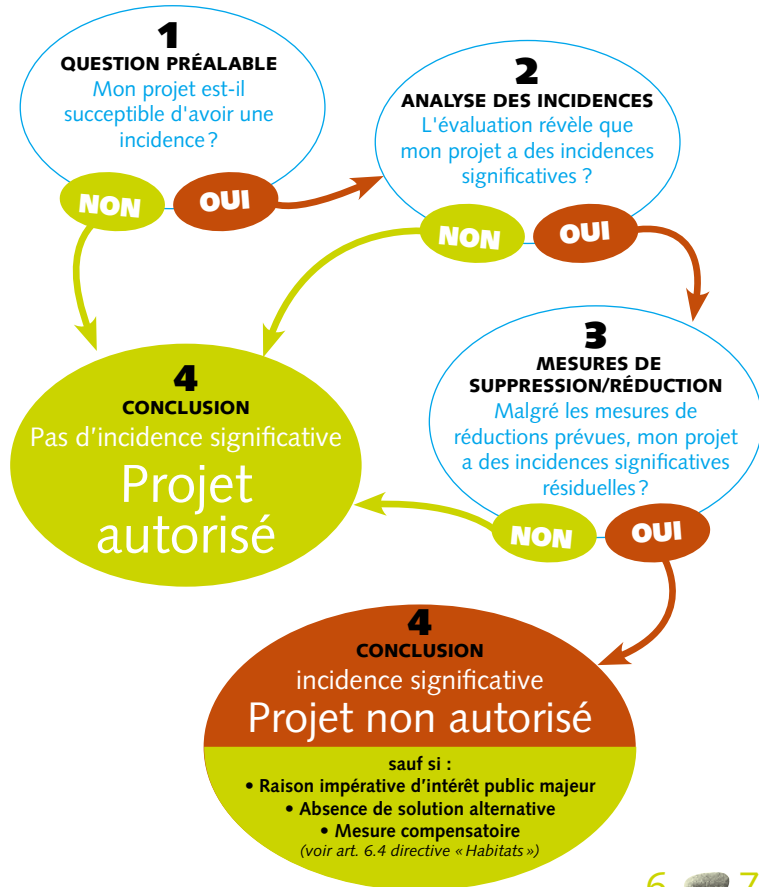 1
QUESTION PRÉALABLE
Mon projet est-il
succeptible d'avoir une
incidence ?
NON
OUI
2
ANALYSE DES INCIDENCES
L'évaluation révèle que
mon projet a des incidences
significatives ?
NON
OUI
3
MESURES DE
SUPPRESSION/RÉDUCTION
Malgré les mesures de
réductions prévues, mon projet
a des incidences significatives
résiduelles ?
NON
OUI
4
CONCLUSION
Pas d'incidence significative
Projet
autorisé
4
CONCLUSION
incidence significative
Projet non autorisé
sauf si :
• Raison impérative d'intérêt public majeur
• Absence de solution alternative
• Mesure compensatoire
(voir art. 6.4 directive « Habitats »)
6 7